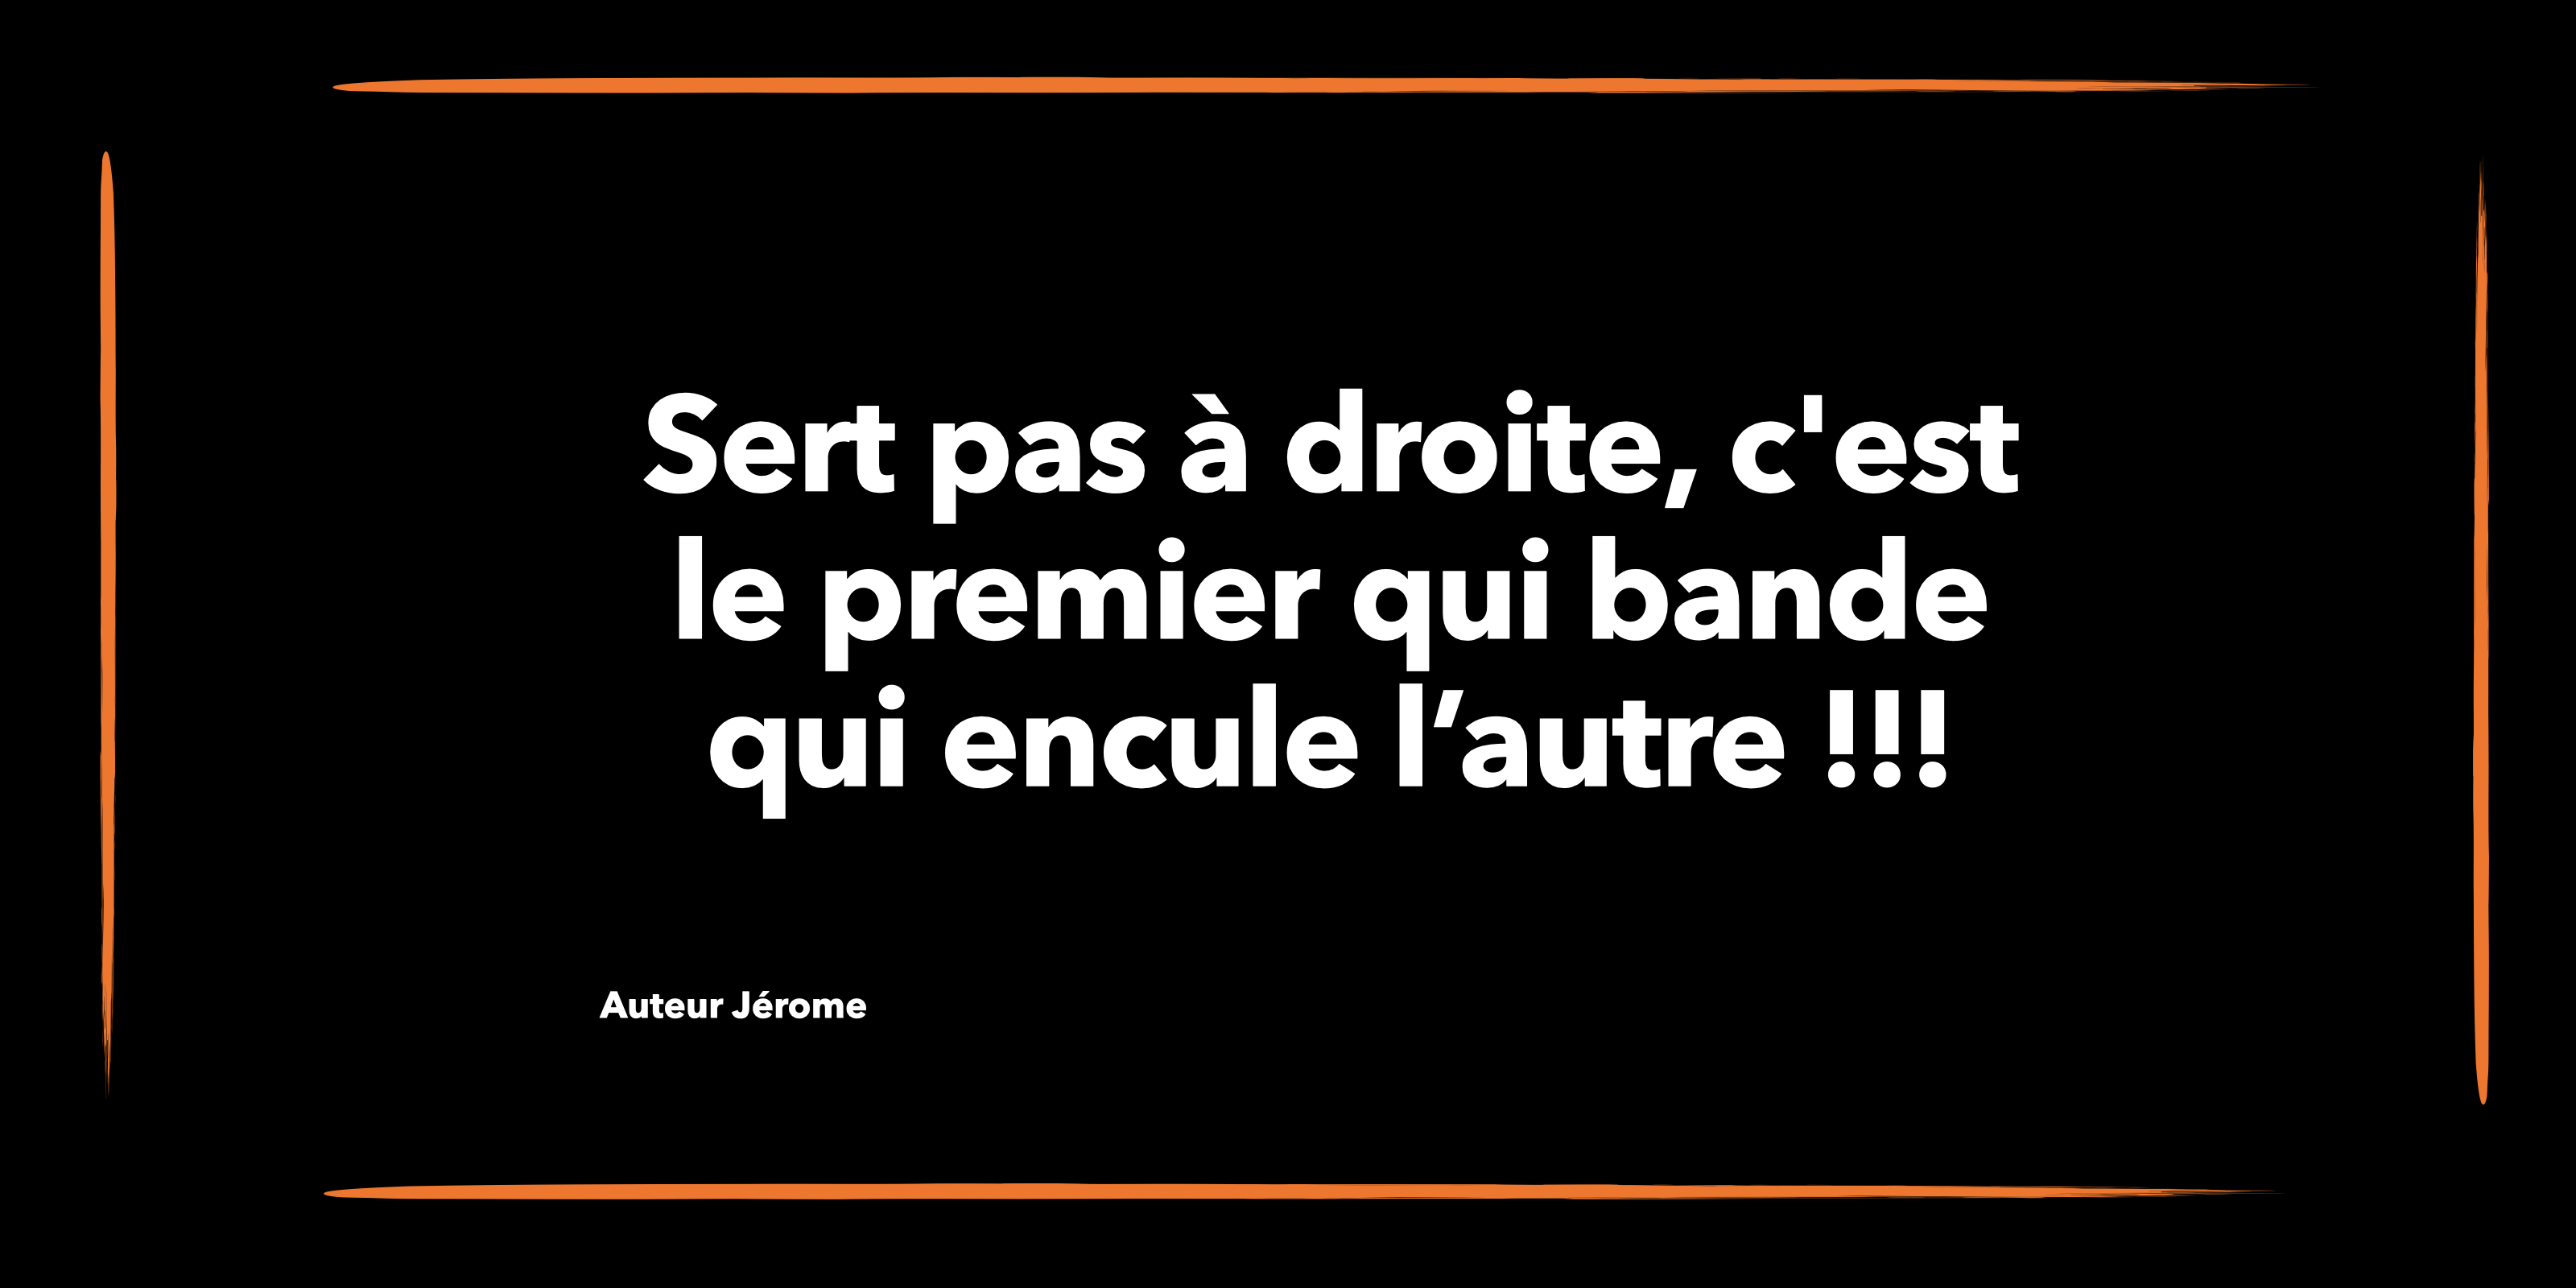 Sert pas à droite, c'est
le premier qui bande
qui encule l’autre !!!
Auteur Jérome